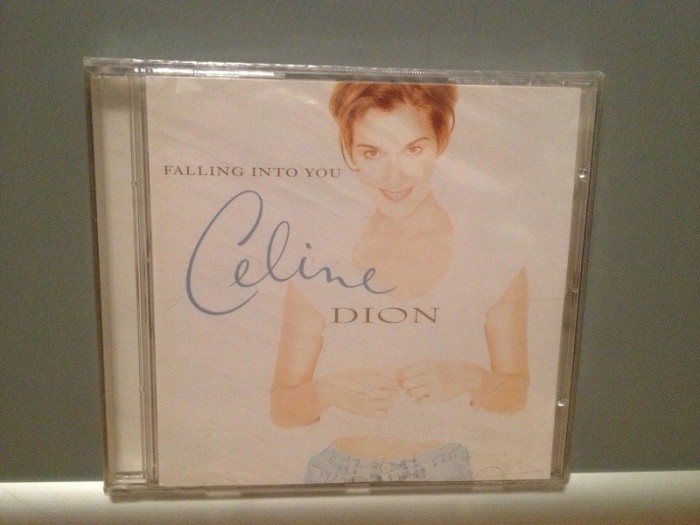 FALLING INTO YOU
Celine
DION